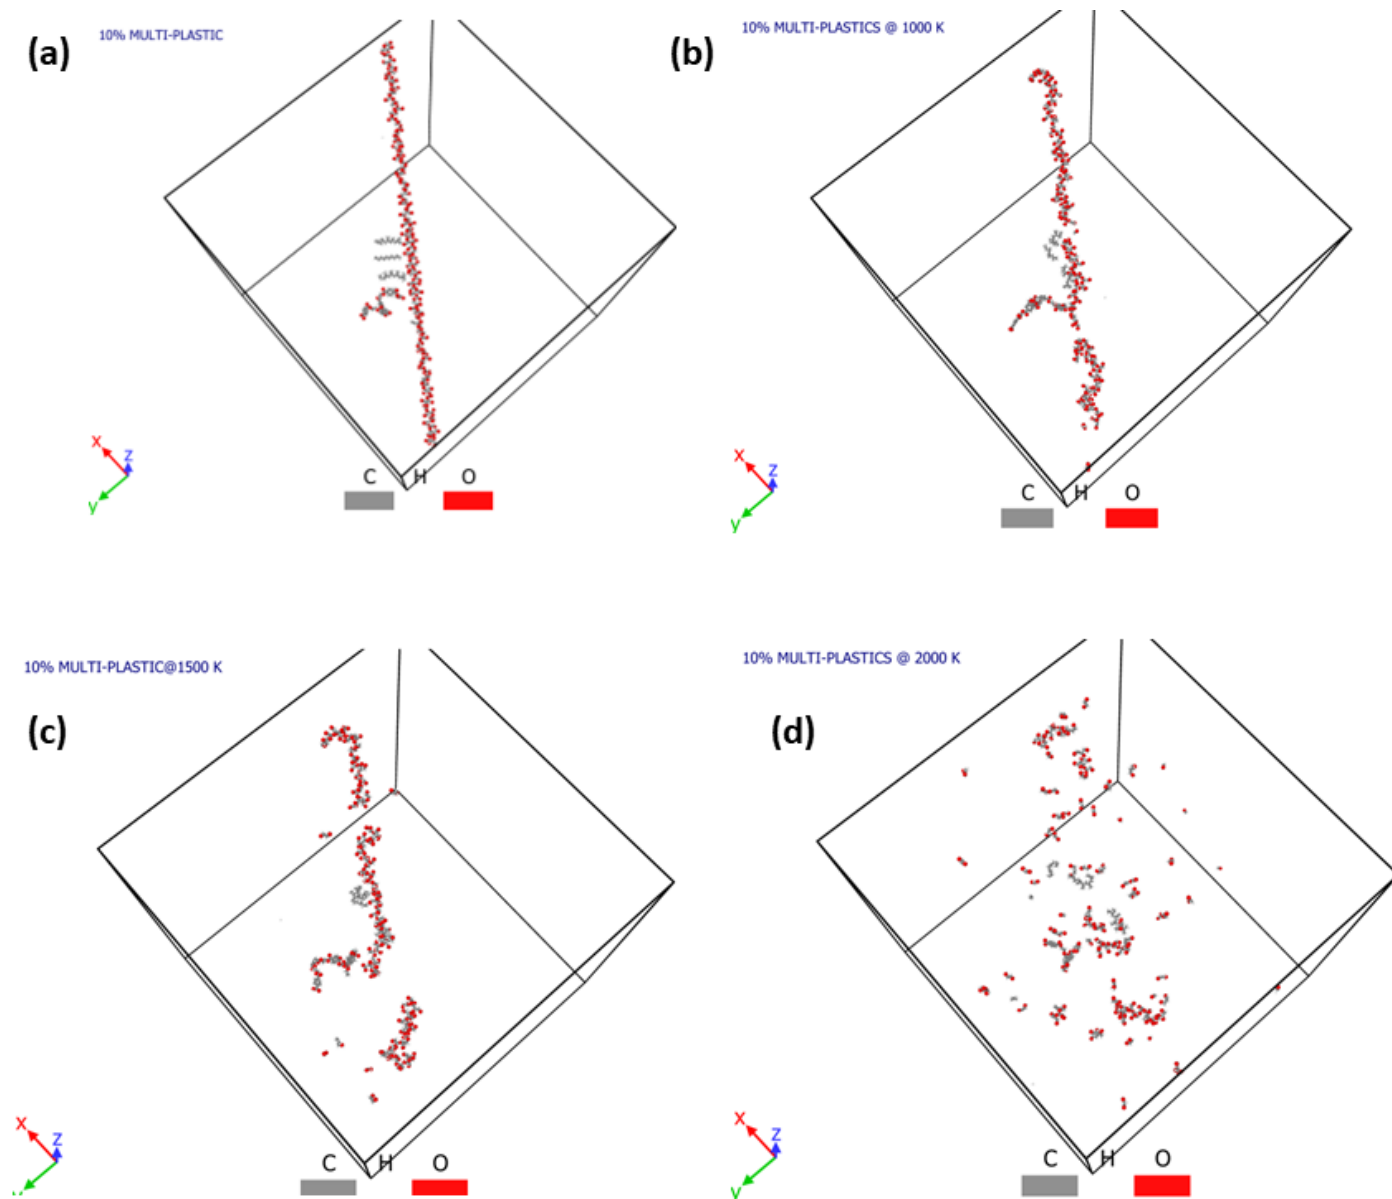 (a)
10% MULTI-PLASTIC
X
Z
y
C
H
O
(b)
10% MULTI-PLASTICS @ 1000 K
X
Z
y
C
H
O
10% MULTI-PLASTIC@1500 K
(c)
X
Z
C
H
O
10% MULTI-PLASTICS @ 2000 K
(d)
X
Z
y
C
H
O